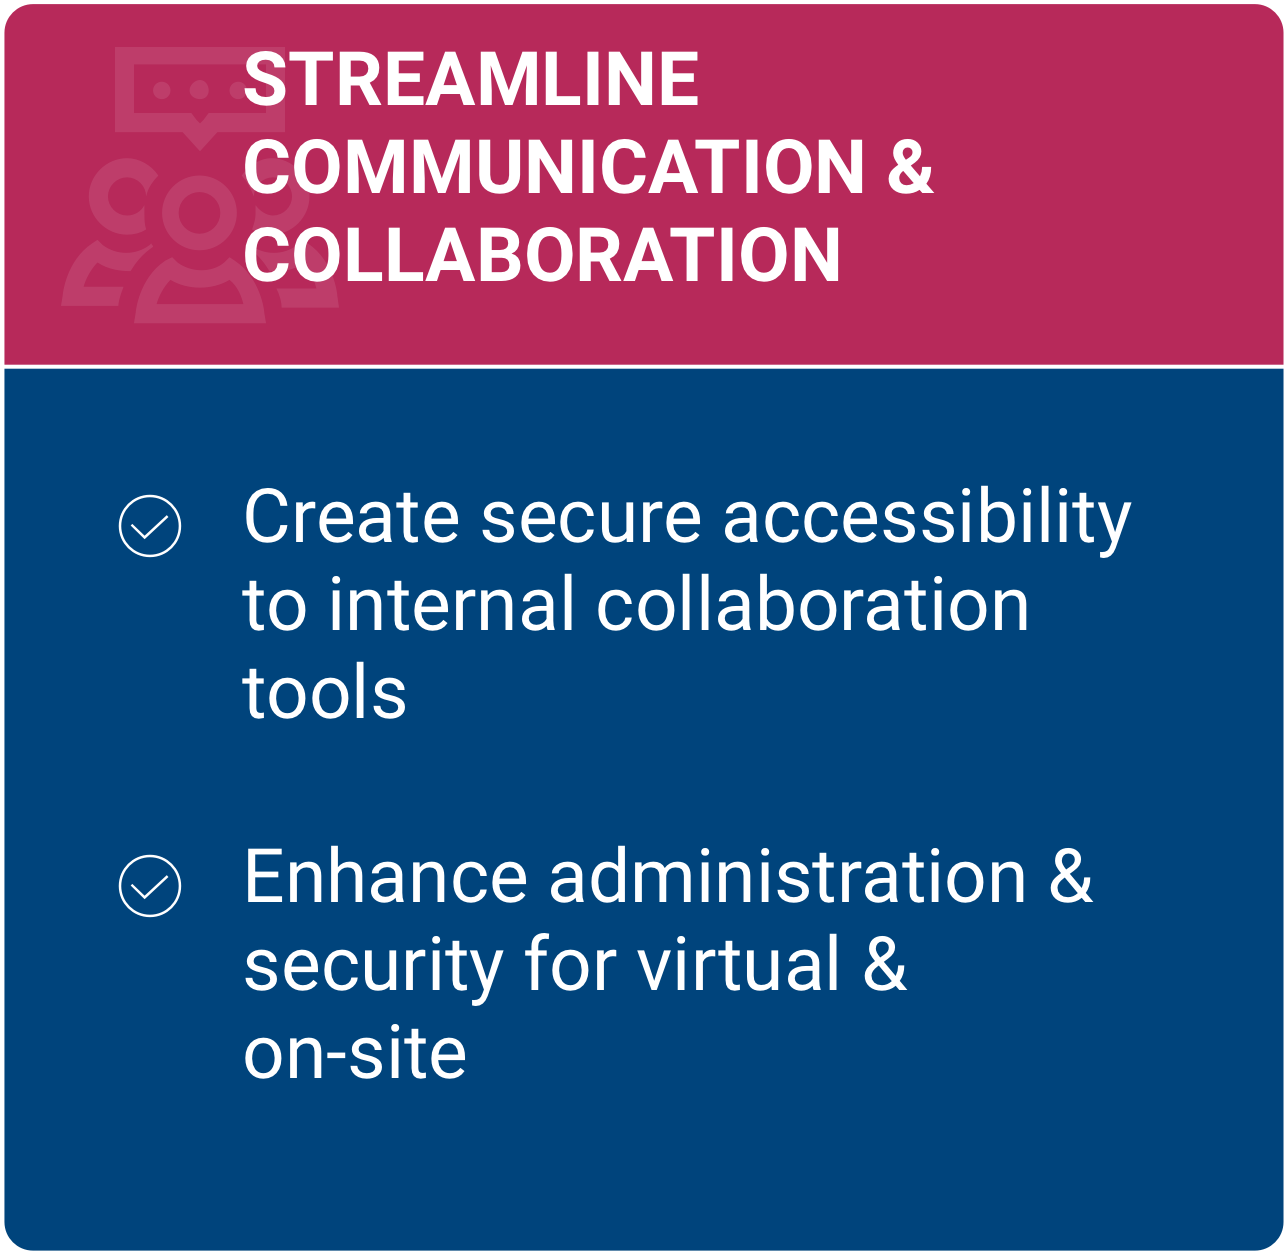 STREAMLINE
COMMUNICATION &
COLLABORATION
Create secure accessibility
to internal collaboration
tools
Enhance administration &
security for virtual &
on-site